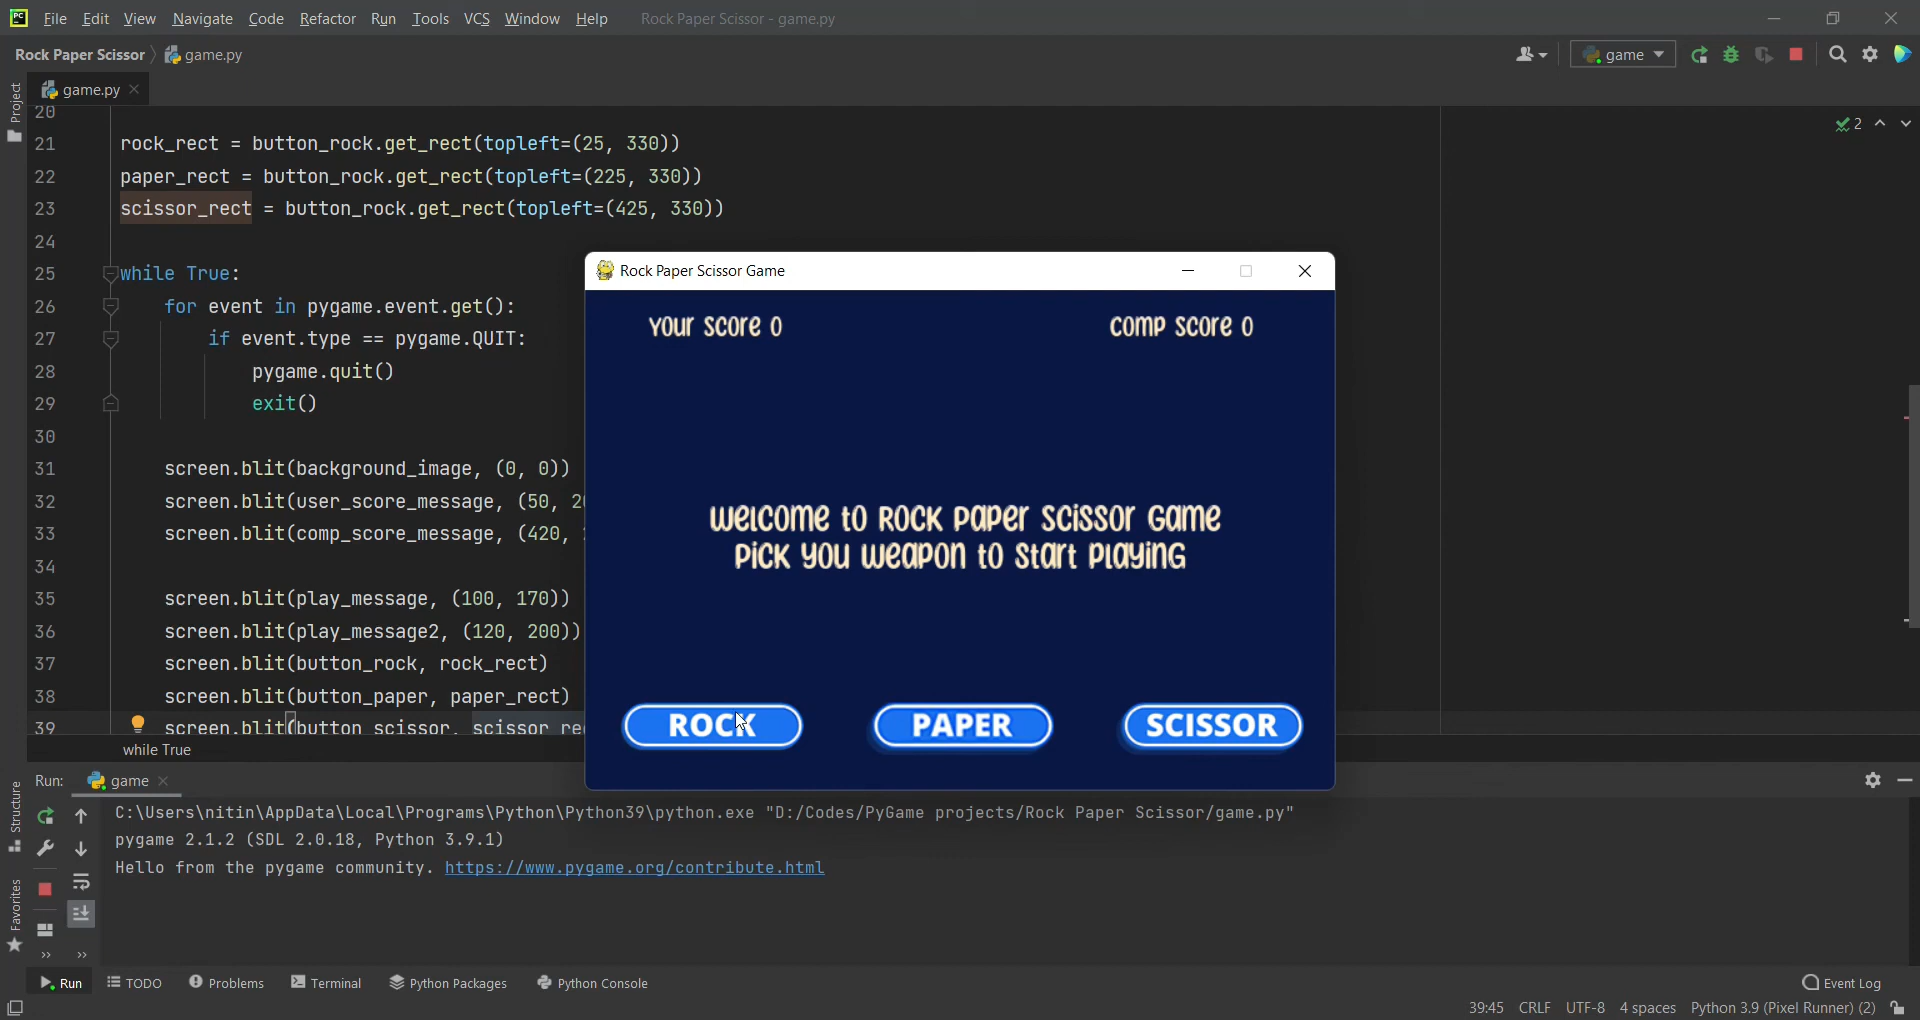 File Edit View Navigate Code Refactor Run Tools VCS Window Help Rock Paper Scissor - game.py
Rock Paper Scissor game.py game
Project game.py
20
21 rock_rect = button_rock.get_rect(topleft=(25, 330)) 2
22 paper_rect = button_rock.get_rect(topleft=(225, 330))
23 scissor_rect = button_rock.get_rect(topleft=(425, 330))
24
25 while True:
26 for event in pygame.event.get():
27 if event.type == pygame.QUIT:
28 pygame.quit()
29 exit()
30
31 screen.blit(background_image, (0, 0))
32 screen.blit(user_score_message, (50, 2
33 screen.blit(comp_score_message, (420,
34
35 screen.blit(play_message, (100, 170))
36 screen.blit(play_message2, (120, 200))
37 screen.blit(button_rock, rock_rect)
38 screen.blit(button_paper, paper_rect)
39 screen.blit(button_scissor, scissor_re
while True
Rock Paper Scissor Game
Your Score 0 Comp Score 0
Welcome to Rock Paper Scissor Game
Pick you weapon to start playing
ROCK PAPER SCISSOR
Run: game
C:\Users\nitin\AppData\Local\Programs\Python\Python39\python.exe "D:/Codes/PyGame projects/Rock Paper Scissor/game.py"
pygame 2.1.2 (SDL 2.0.18, Python 3.9.1)
Hello from the pygame community. https://www.pygame.org/contribute.html
Structure
Favorites
Run TODO Problems Terminal Python Packages Python Console Event Log
39:45 CRLF UTF-8 4 spaces Python 3.9 (Pixel Runner) (2)